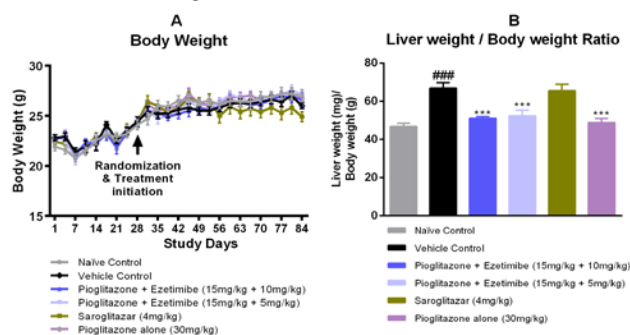 A
Body Weight
Body Weight (g)
30
25
20
15
1 7 14 21 28 35 42 49 56 63 70 77 84
Randomization
& Treatment
initiation
Study Days
Naïve Control
Vehicle Control
Pioglitazone + Ezetimibe (15mg/kg + 10mg/kg)
Pioglitazone + Ezetimibe (15mg/kg + 5mg/kg)
Saroglitazar (4mg/kg)
Pioglitazone alone (30mg/kg)
B
Liver weight / Body weight Ratio
Liver weight (mg)/
Body weight (g)
80
60
40
20
0
###
***
***
***
Naïve Control
Vehicle Control
Pioglitazone + Ezetimibe (15mg/kg + 10mg/kg)
Pioglitazone + Ezetimibe (15mg/kg + 5mg/kg)
Saroglitazar (4mg/kg)
Pioglitazone alone (30mg/kg)